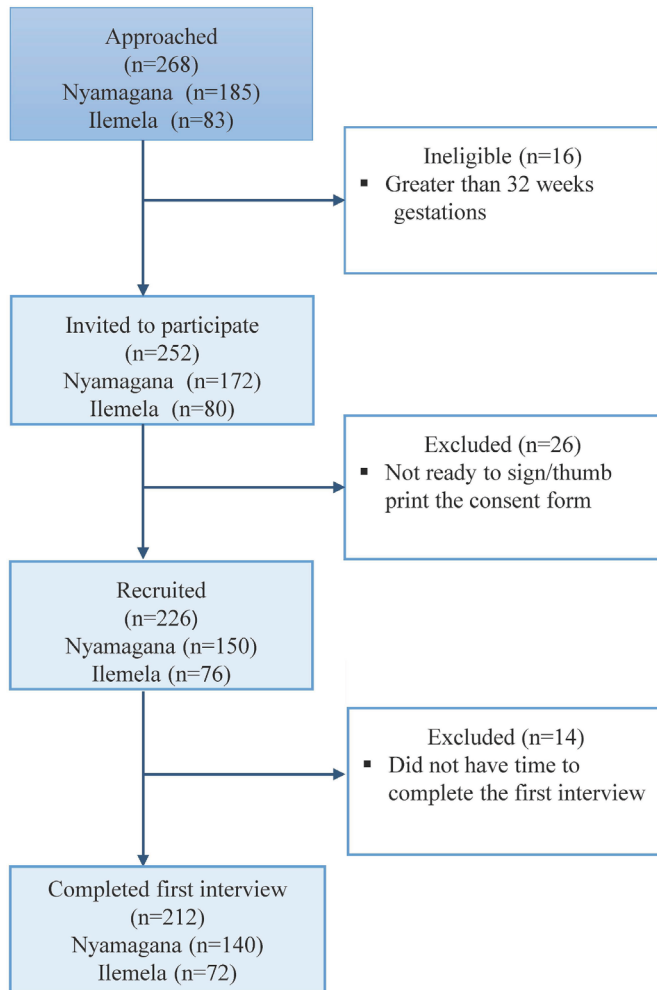 Approached
(n=268)
Nyamagana (n=185)
Ilemela (n=83)
Ineligible (n=16)
▪ Greater than 32 weeks
gestations
Invited to participate
(n=252)
Nyamagana (n=172)
Ilemela (n=80)
Excluded (n=26)
▪ Not ready to sign/thumb
print the consent form
Recruited
(n=226)
Nyamagana (n=150)
Ilemela (n=76)
Excluded (n=14)
▪ Did not have time to
complete the first interview
Completed first interview
(n=212)
Nyamagana (n=140)
Ilemela (n=72)